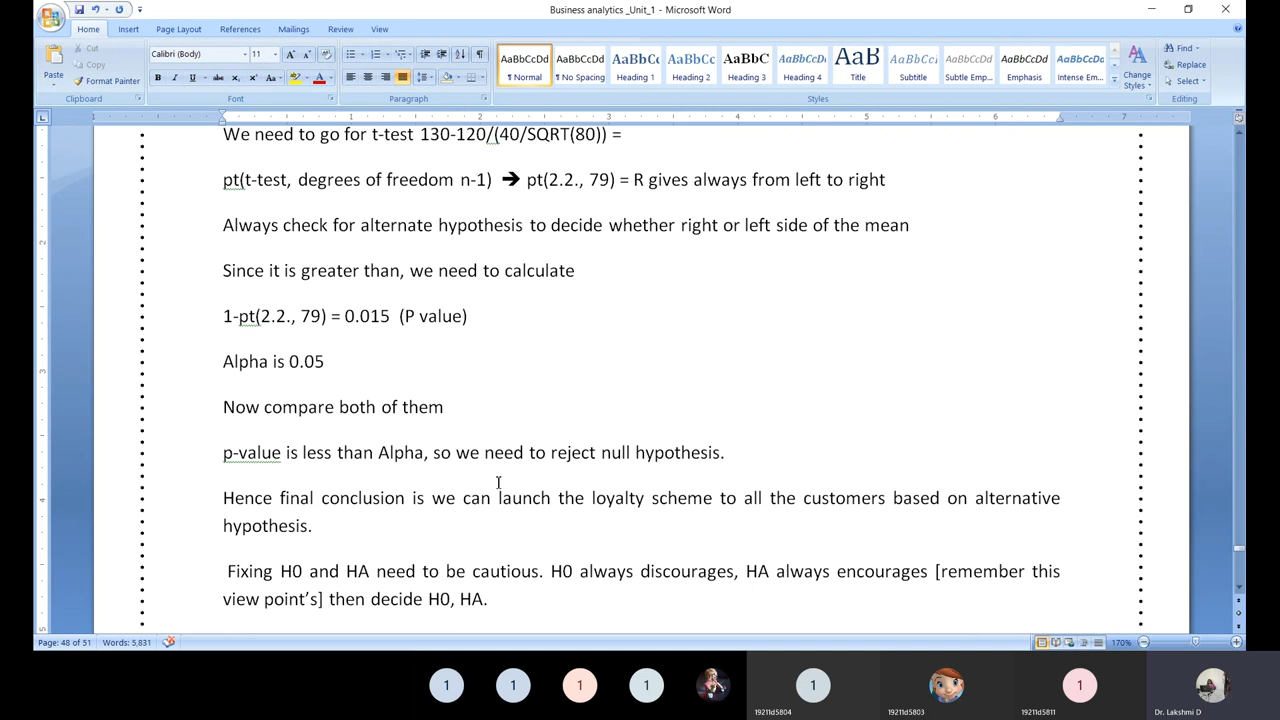 Business analytics _Unit_1 - Microsoft Word
Home Insert Page Layout References Mailings Review View
Cut
Copy
Paste
Format Painter
Clipboard
Calibri (Body) 11
Font
Paragraph
AaBbCcDd AaBbCcDd AaBbCc AaBbCc AaBbC AaBbCcDc AaB AaBbCcL AaBbCcDd AaBbCcDd AaBbCcDc
¶ Normal ¶ No Spacing Heading 1 Heading 2 Heading 3 Heading 4 Title Subtitle Subtle Emp... Emphasis Intense Em...
Styles
Change Styles
Find
Replace
Select
Editing
We need to go for t-test 130-120/(40/SQRT(80)) =
pt(t-test, degrees of freedom n-1) ➔ pt(2.2., 79) = R gives always from left to right
Always check for alternate hypothesis to decide whether right or left side of the mean
Since it is greater than, we need to calculate
1-pt(2.2., 79) = 0.015 (P value)
Alpha is 0.05
Now compare both of them
p-value is less than Alpha, so we need to reject null hypothesis.
Hence final conclusion is we can launch the loyalty scheme to all the customers based on alternative
hypothesis.
Fixing H0 and HA need to be cautious. H0 always discourages, HA always encourages [remember this
view point's] then decide H0, HA.
Page: 48 of 51 Words: 5,831 170%
1 1 1 1 1 1
19211d5804 19211d5803 19211d5811 Dr. Lakshmi D